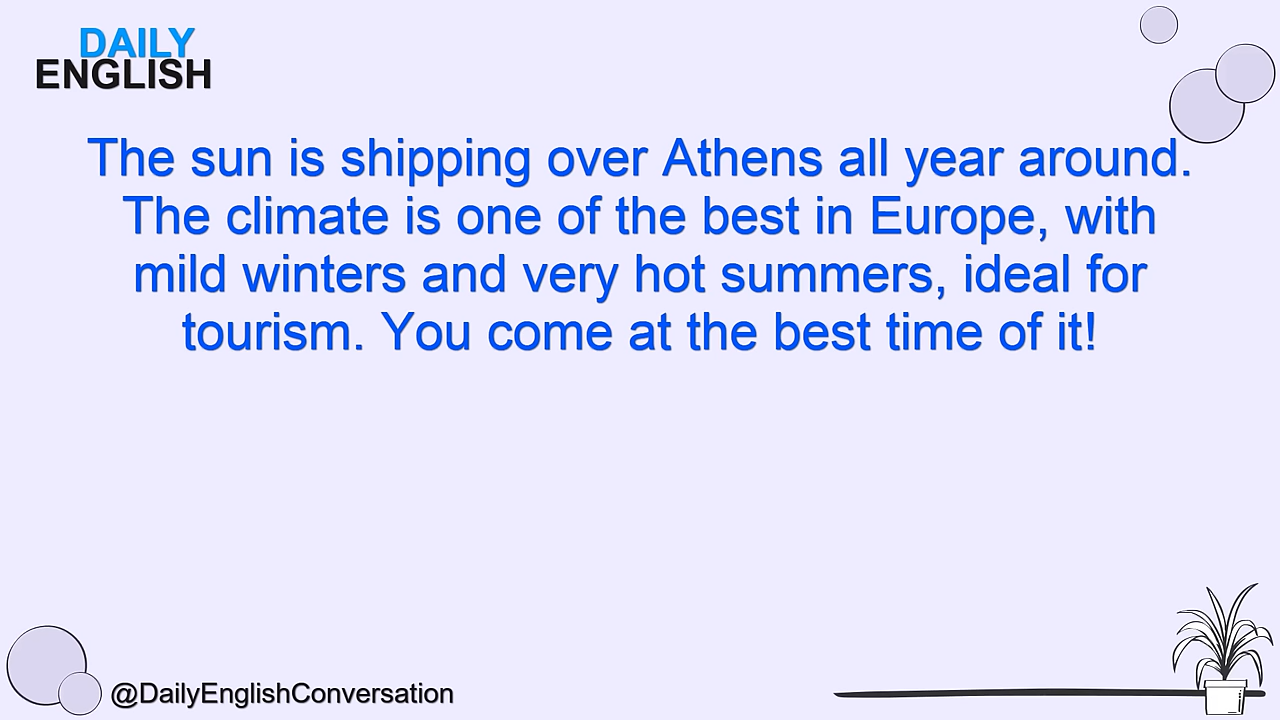 DAILY
ENGLISH
The sun is shipping over Athens all year around.
The climate is one of the best in Europe, with
mild winters and very hot summers, ideal for
tourism. You come at the best time of it!
@DailyEnglishConversation